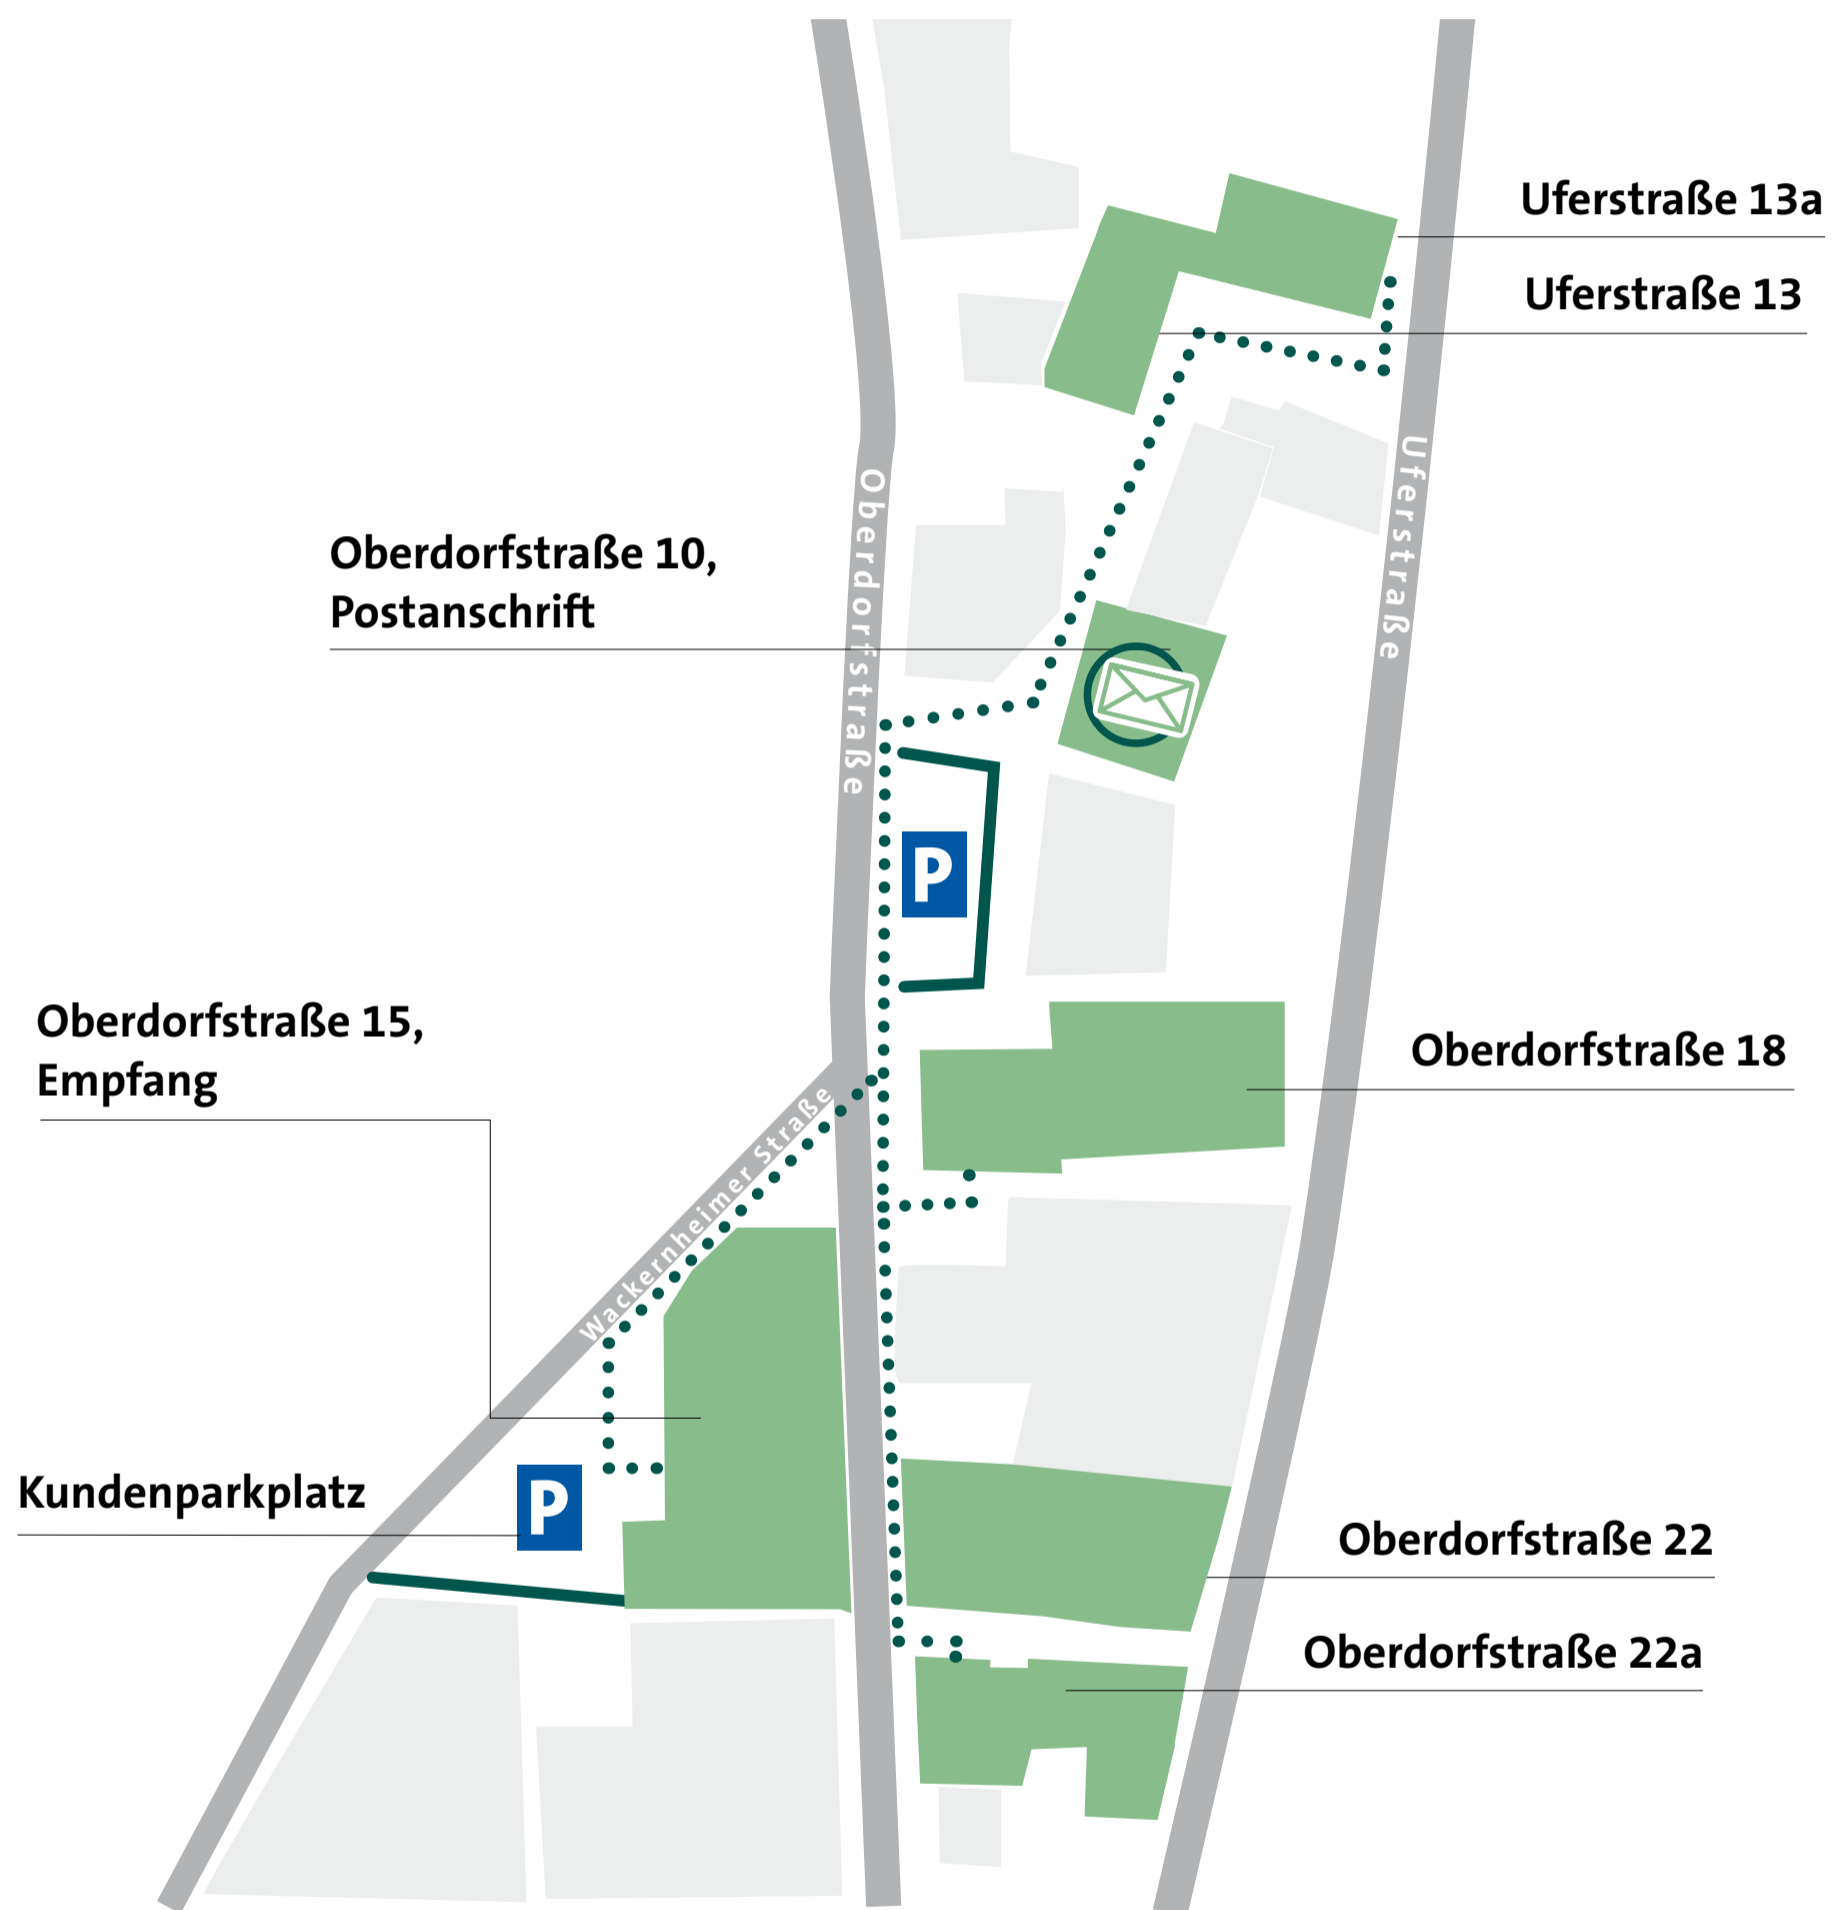 Uferstraße 13a
Uferstraße 13
Uferstraße
Oberdorfstraße
Oberdorfstraße 10,
Postanschrift
P
Oberdorfstraße 15,
Empfang
Oberdorfstraße 18
Wackernheimer Straße
Kundenparkplatz
P
Oberdorfstraße 22
Oberdorfstraße 22a